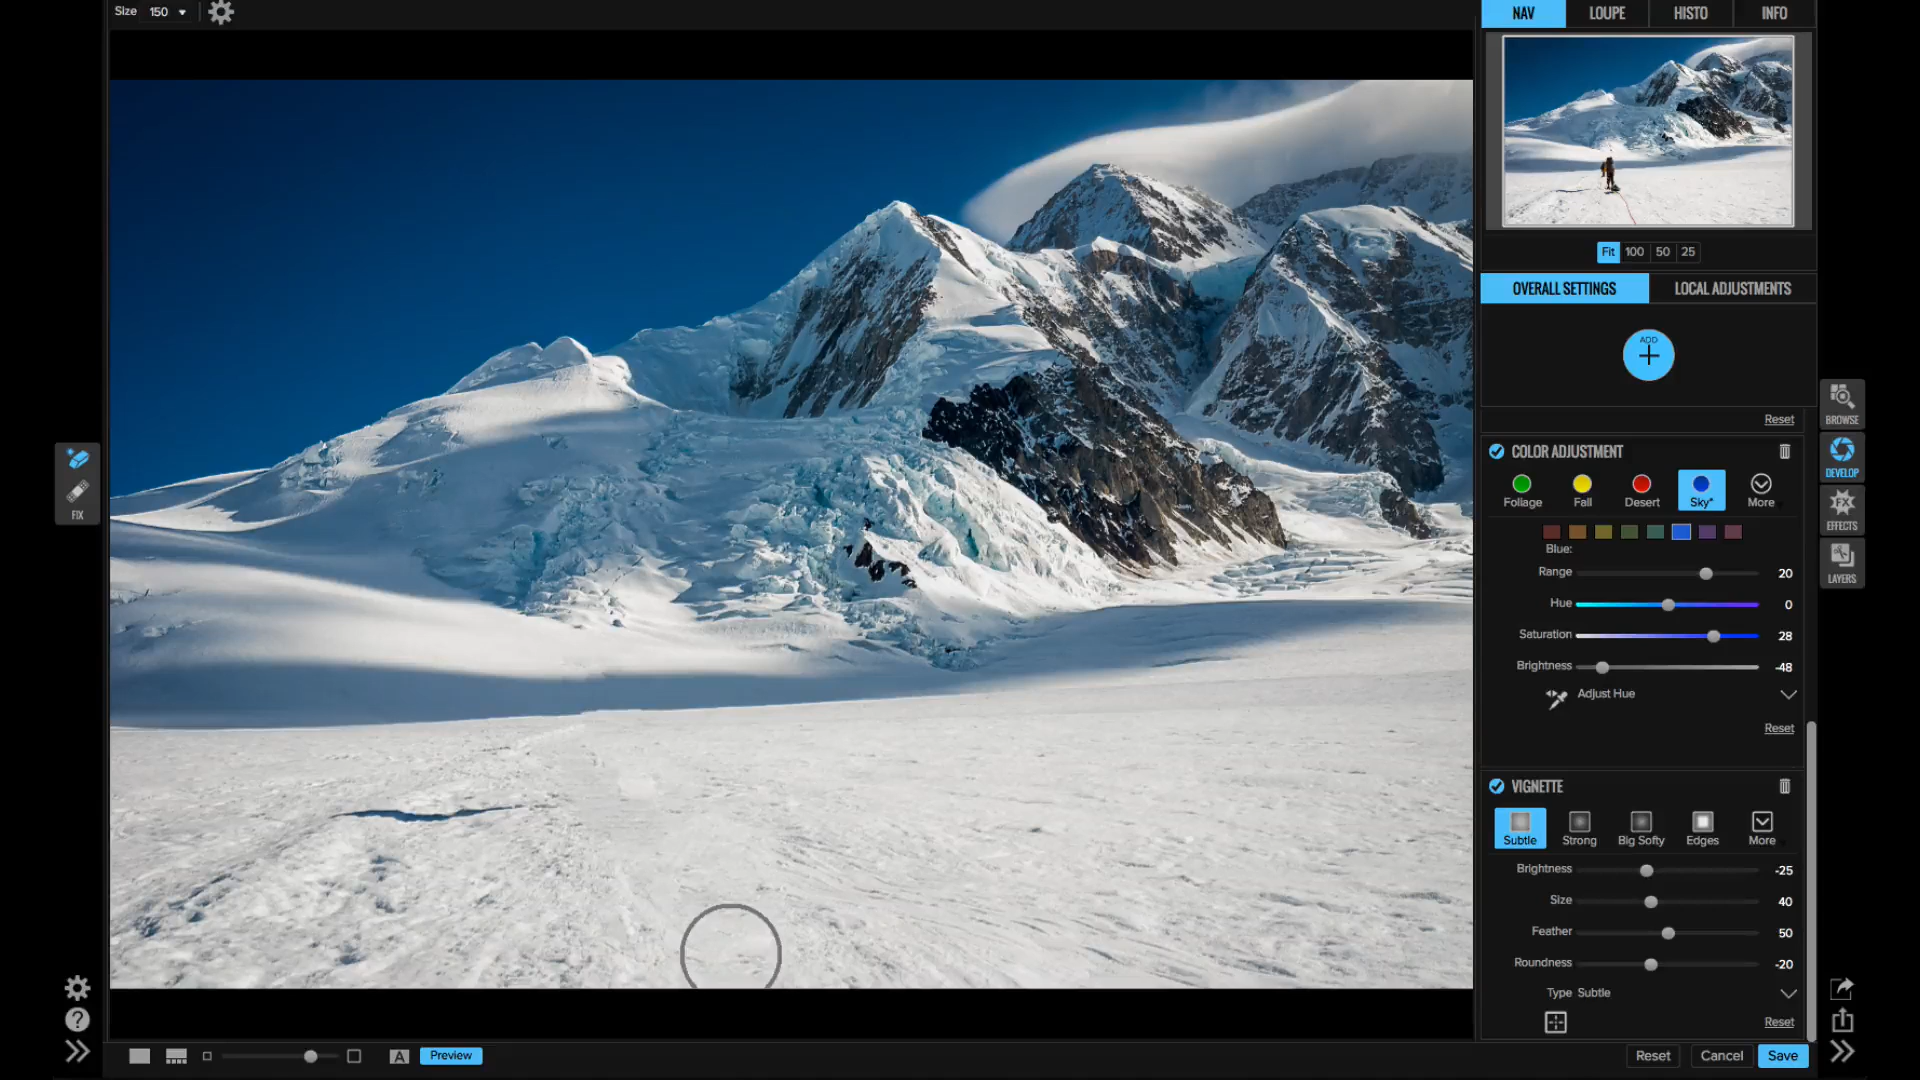 Size 150
NAV LOUPE HISTO INFO
Fit 100 50 25
OVERALL SETTINGS LOCAL ADJUSTMENTS
ADD
Reset
COLOR ADJUSTMENT
Foliage Fall Desert Sky* More
Blue:
Range 20
Hue 0
Saturation 28
Brightness -48
Adjust Hue
Reset
VIGNETTE
Subtle Strong Big Softy Edges More
Brightness -25
Size 40
Feather 50
Roundness -20
Type Subtle
Reset
BROWSE
DEVELOP
FX
EFFECTS
LAYERS
FIX
?
A Preview
Reset Cancel Save